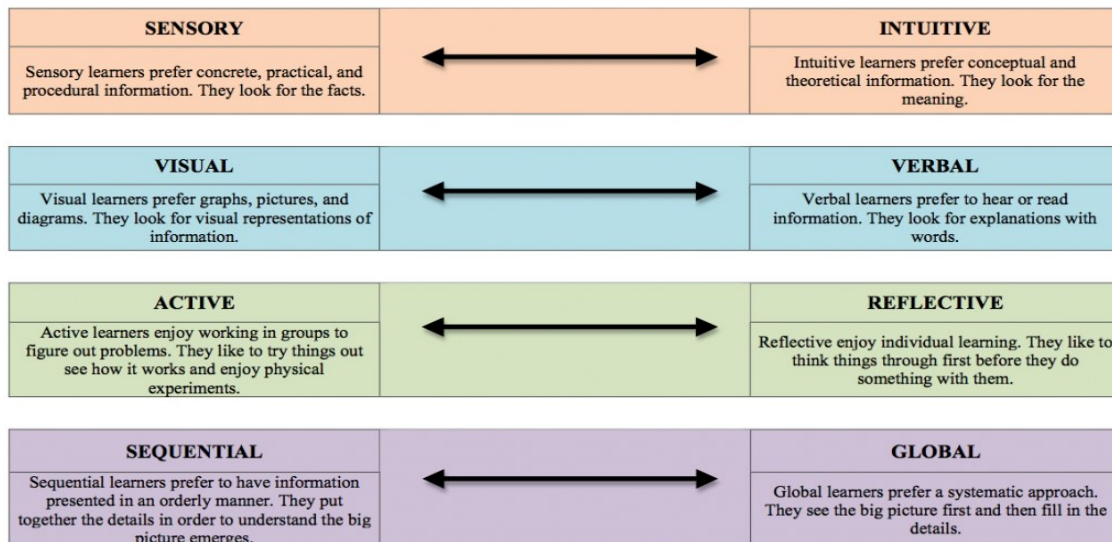 SENSORY
Sensory learners prefer concrete, practical, and
procedural information. They look for the facts.
INTUITIVE
Intuitive learners prefer conceptual and
theoretical information. They look for the
meaning.
VISUAL
Visual learners prefer graphs, pictures, and
diagrams. They look for visual representations of
information.
VERBAL
Verbal learners prefer to hear or read
information. They look for explanations with
words.
ACTIVE
Active learners enjoy working in groups to
figure out problems. They like to try things out
see how it works and enjoy physical
experiments.
REFLECTIVE
Reflective enjoy individual learning. They like to
think things through first before they do
something with them.
SEQUENTIAL
Sequential learners prefer to have information
presented in an orderly manner. They put
together the details in order to understand the big
picture emerges.
GLOBAL
Global learners prefer a systematic approach.
They see the big picture first and then fill in the
details.